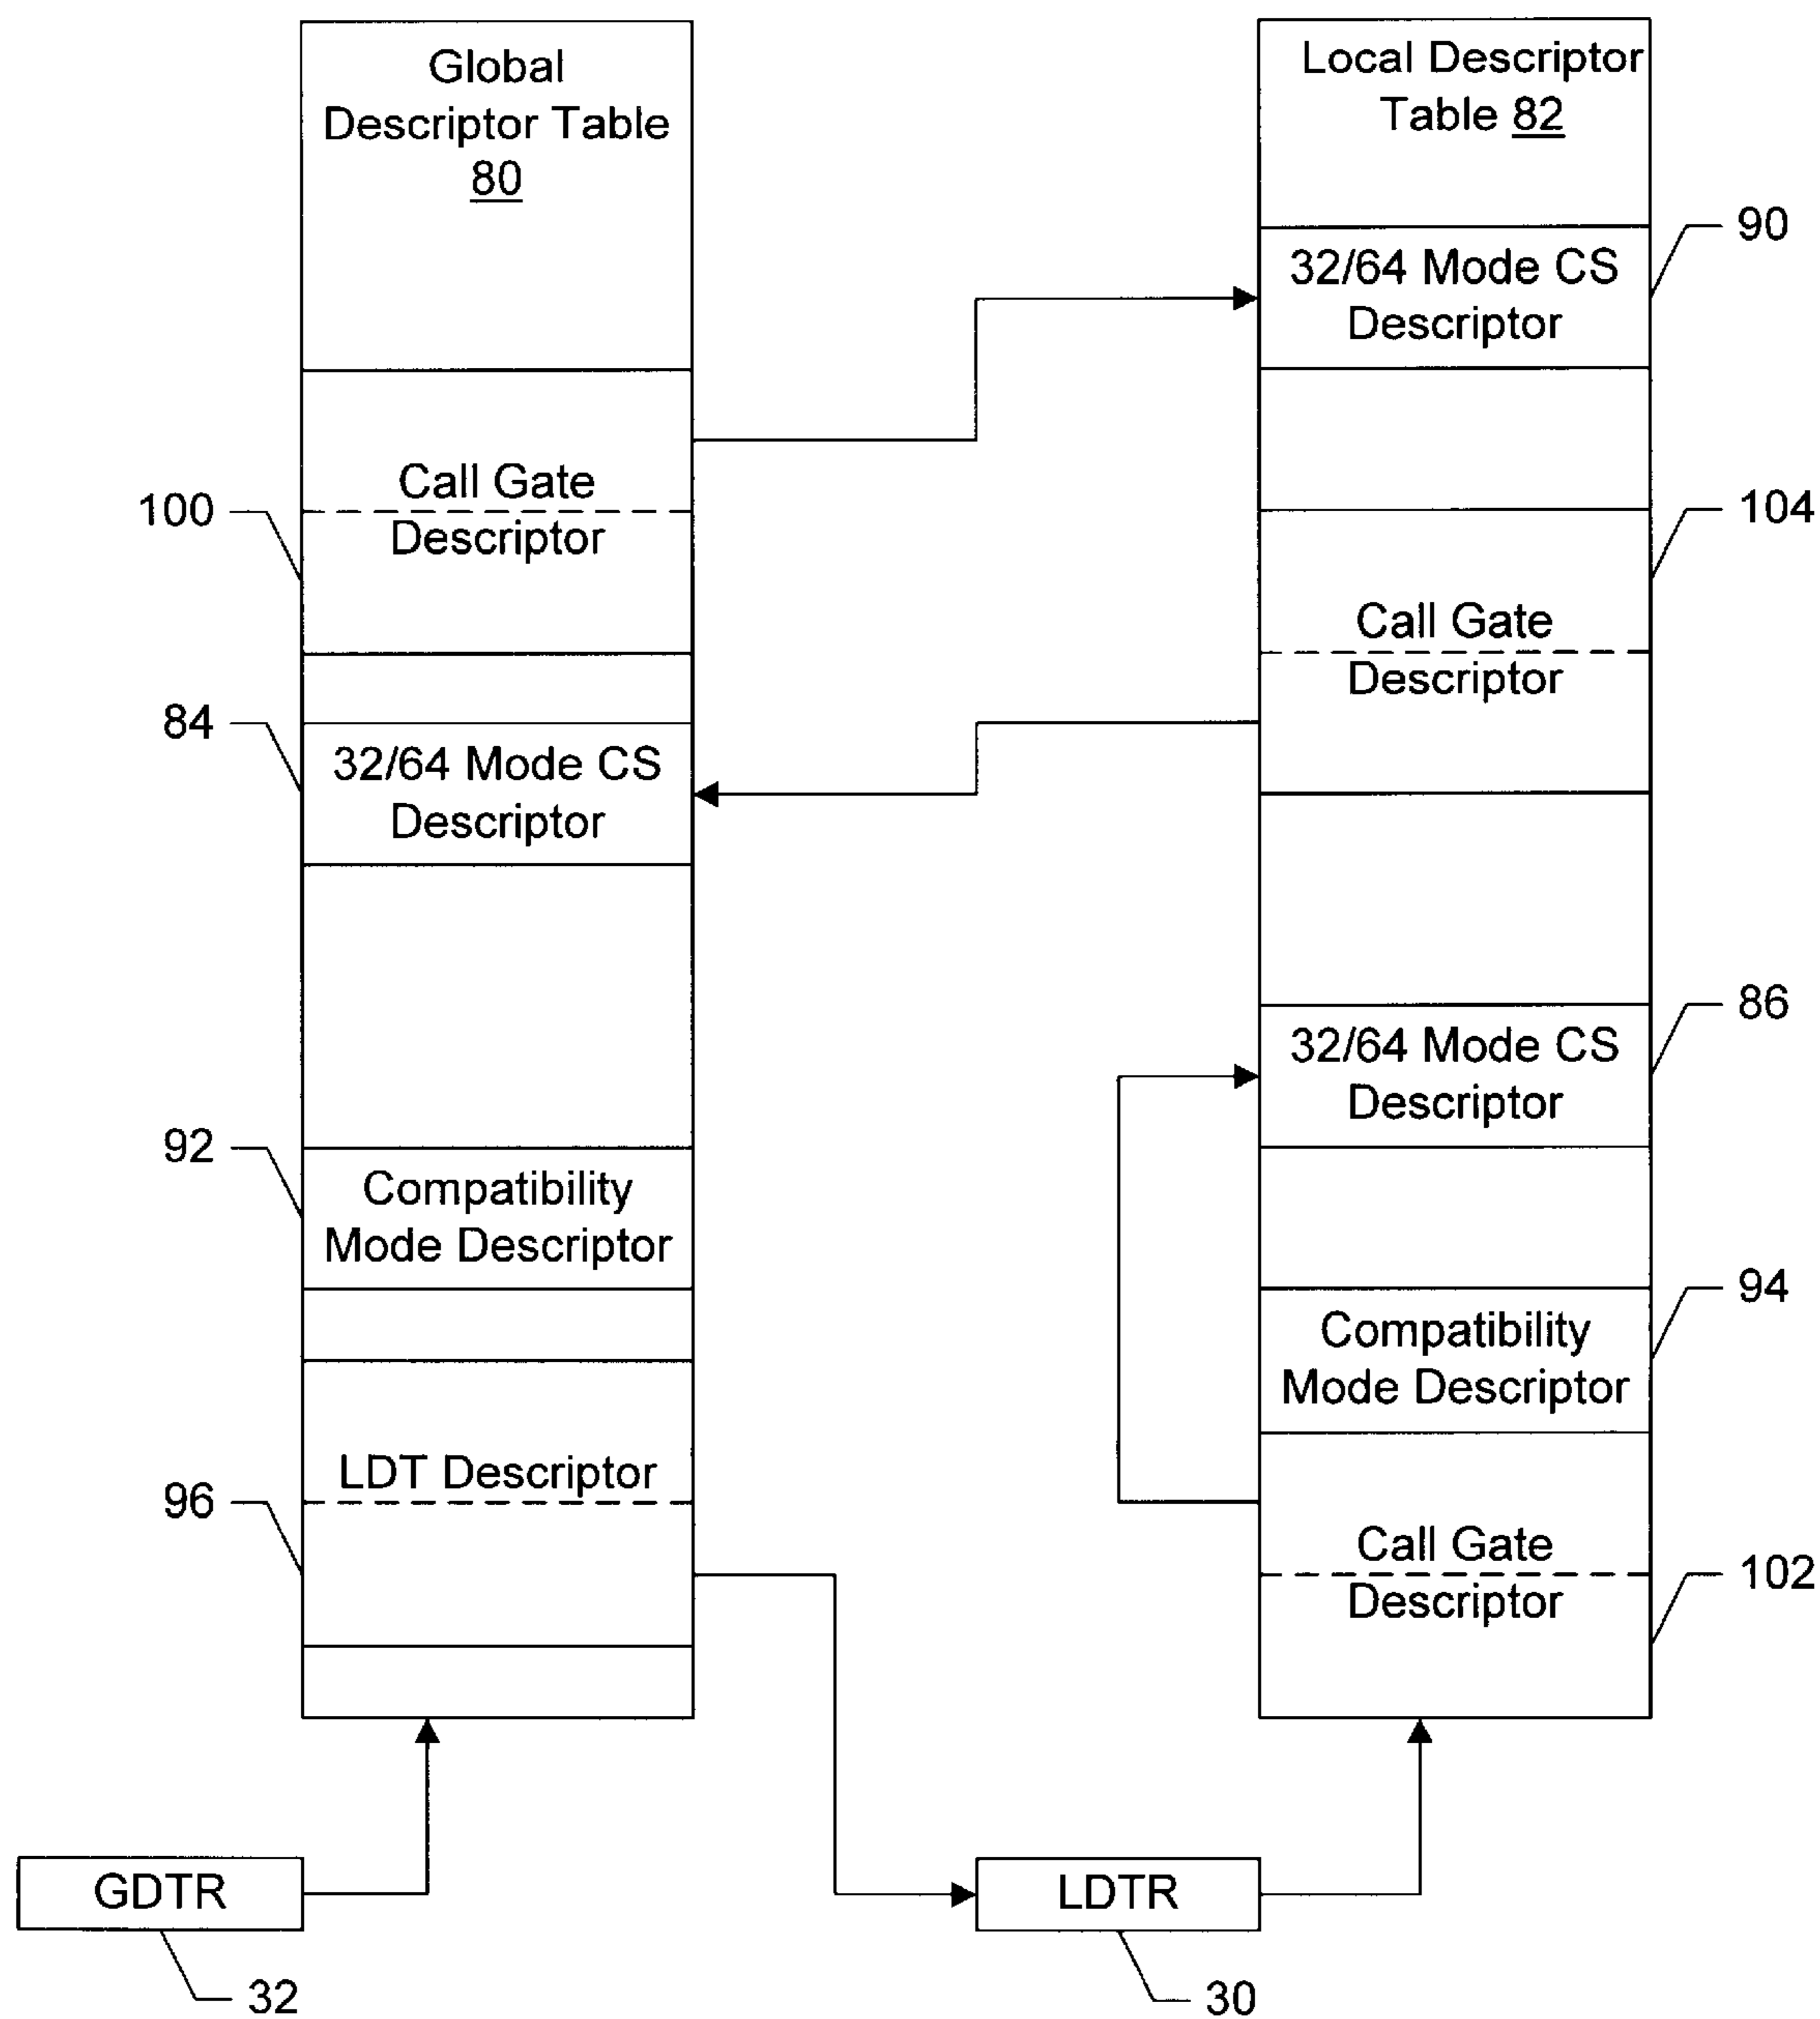 Global
Descriptor Table
80
Call Gate
Descriptor
100
32/64 Mode CS
Descriptor
84
Compatibility
Mode Descriptor
92
LDT Descriptor
96
GDTR
32
Local Descriptor
Table 82
32/64 Mode CS
Descriptor
90
Call Gate
Descriptor
104
32/64 Mode CS
Descriptor
86
Compatibility
Mode Descriptor
94
Call Gate
Descriptor
102
LDTR
30